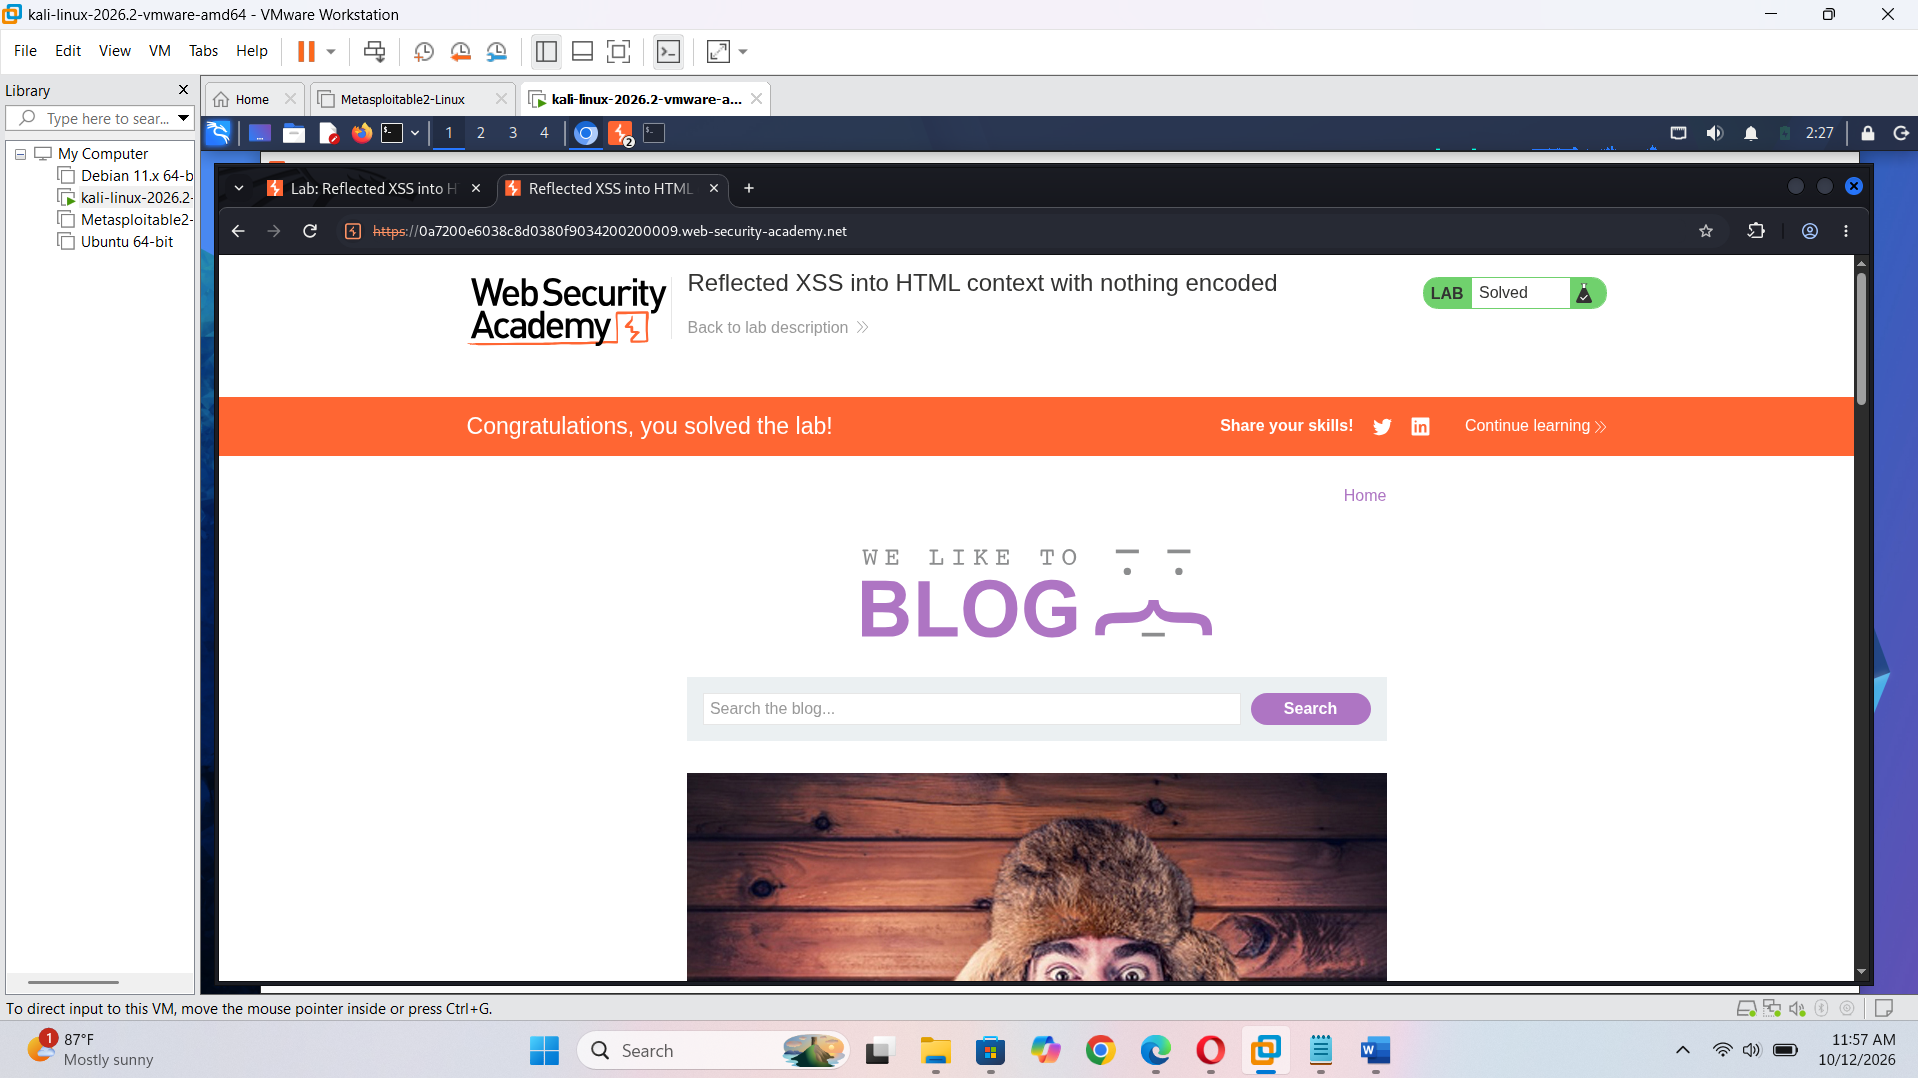 kali-linux-2026.2-vmware-amd64 - VMware Workstation
File Edit View VM Tabs Help
Library
Type here to sear...
Home
Metasploitable2-Linux
kali-linux-2026.2-vmware-a...
My Computer
Debian 11.x 64-b
kali-linux-2026.2-
Metasploitable2-
Ubuntu 64-bit
1 2 3 4
2
2:27
Lab: Reflected XSS into H
Reflected XSS into HTML
https://0a7200e6038c8d0380f9034200200009.web-security-academy.net
Web Security
Academy
Reflected XSS into HTML context with nothing encoded
Back to lab description
LAB Solved
Congratulations, you solved the lab!
Share your skills!
Continue learning
Home
WE LIKE TO
BLOG
Search the blog...
Search
To direct input to this VM, move the mouse pointer inside or press Ctrl+G.
1
87°F
Mostly sunny
Search
11:57 AM
10/12/2026